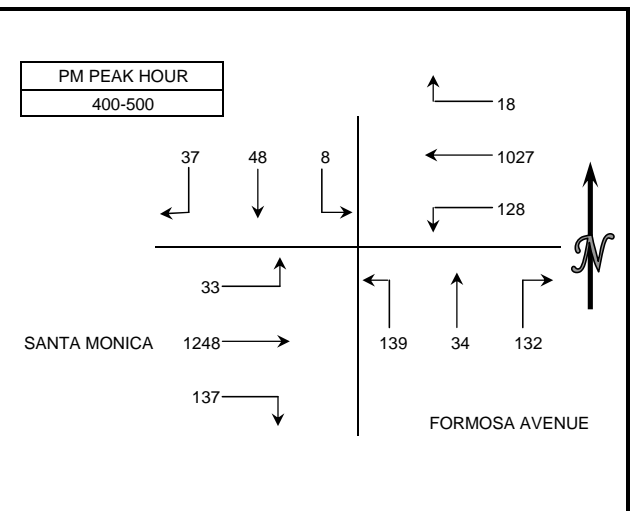 PM PEAK HOUR
400-500
18
37 48 8
1027
128
N
33
SANTA MONICA 1248
139 34 132
137
FORMOSA AVENUE